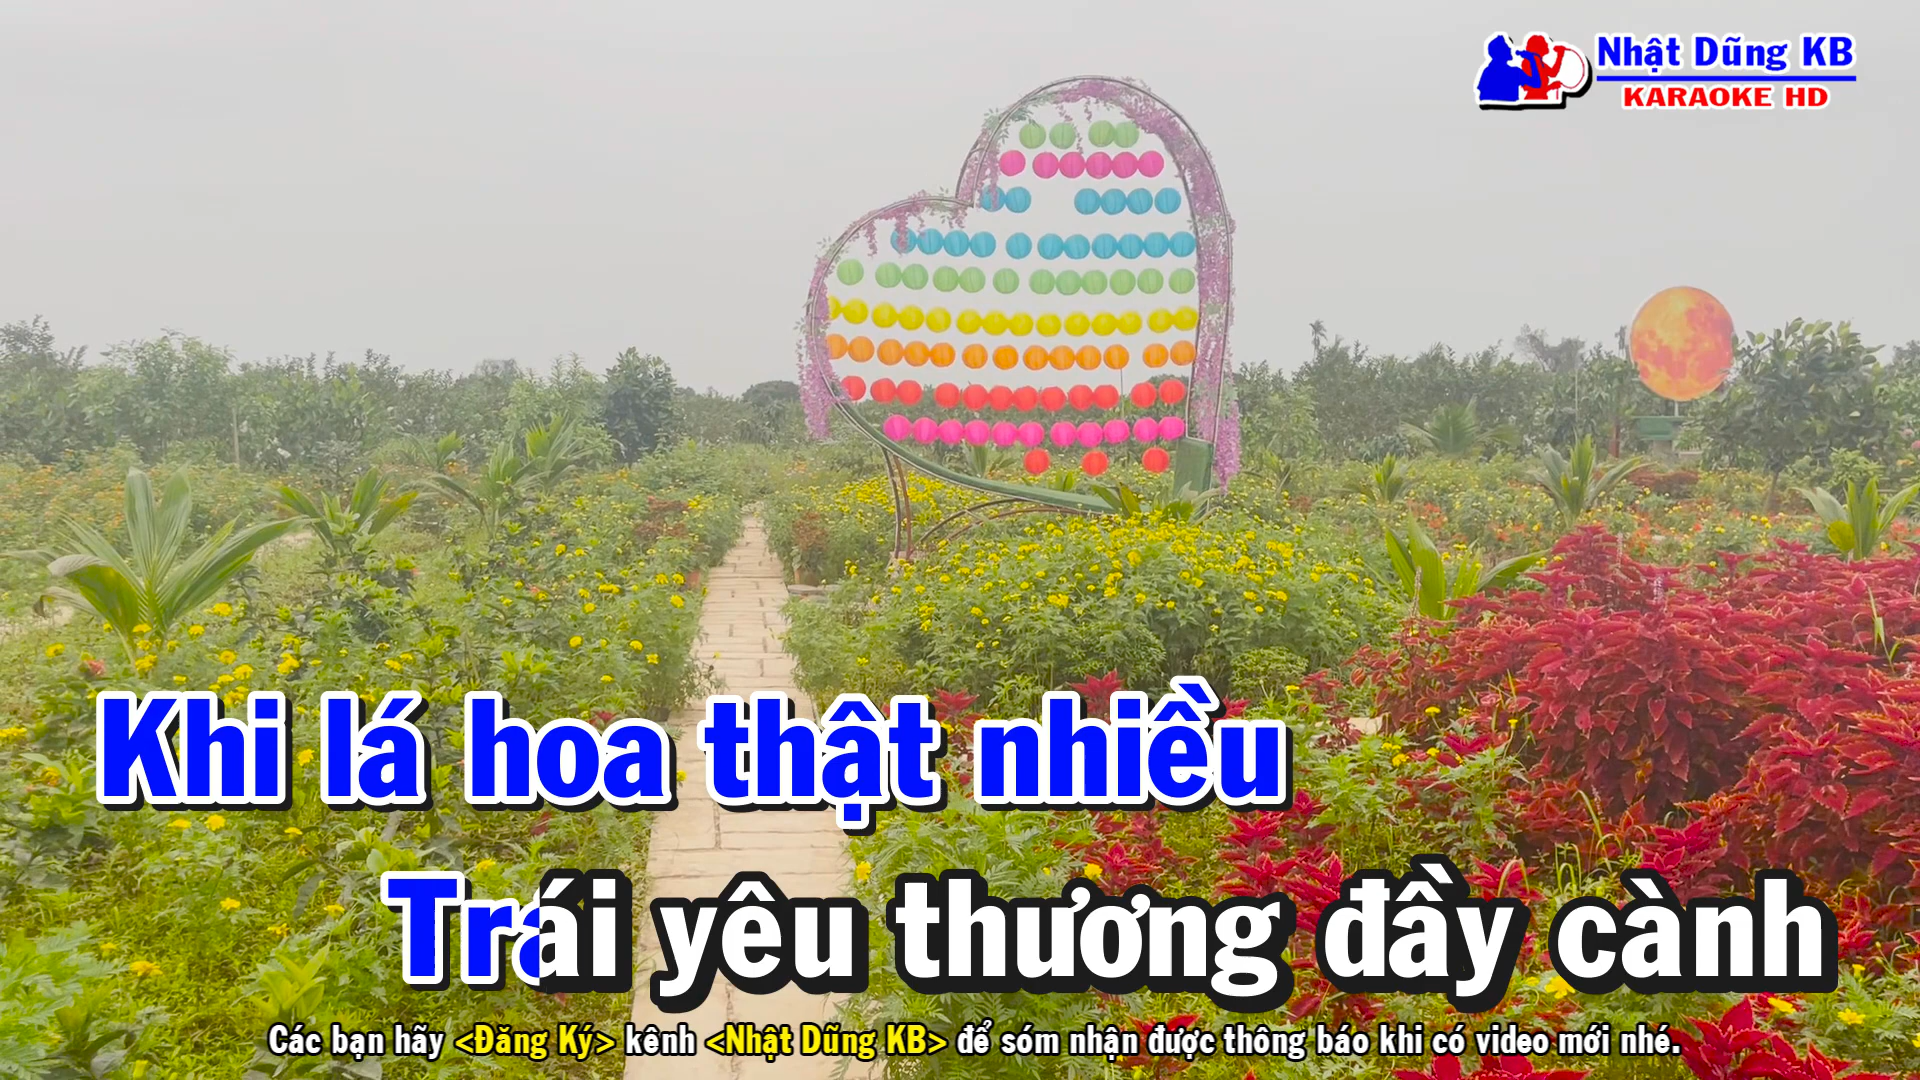 Nhật Dũng KB
KARAOKE HD
Khi lá hoa thật nhiều
Trái yêu thương đầy cành
Các bạn hãy <Đăng Ký> kênh <Nhật Dũng KB> để sóm nhận được thông báo khi có video mới nhé.